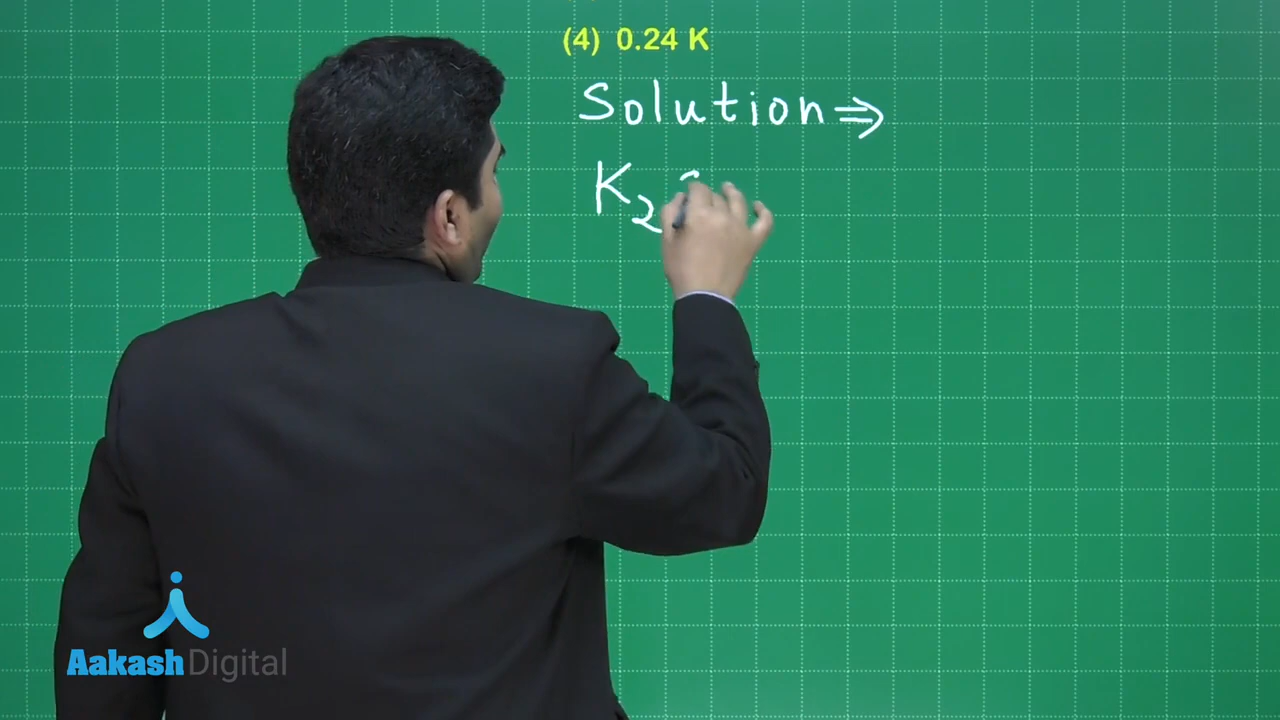 (4) 0.24 K
Solution ⇒
K₂
Aakash Digital